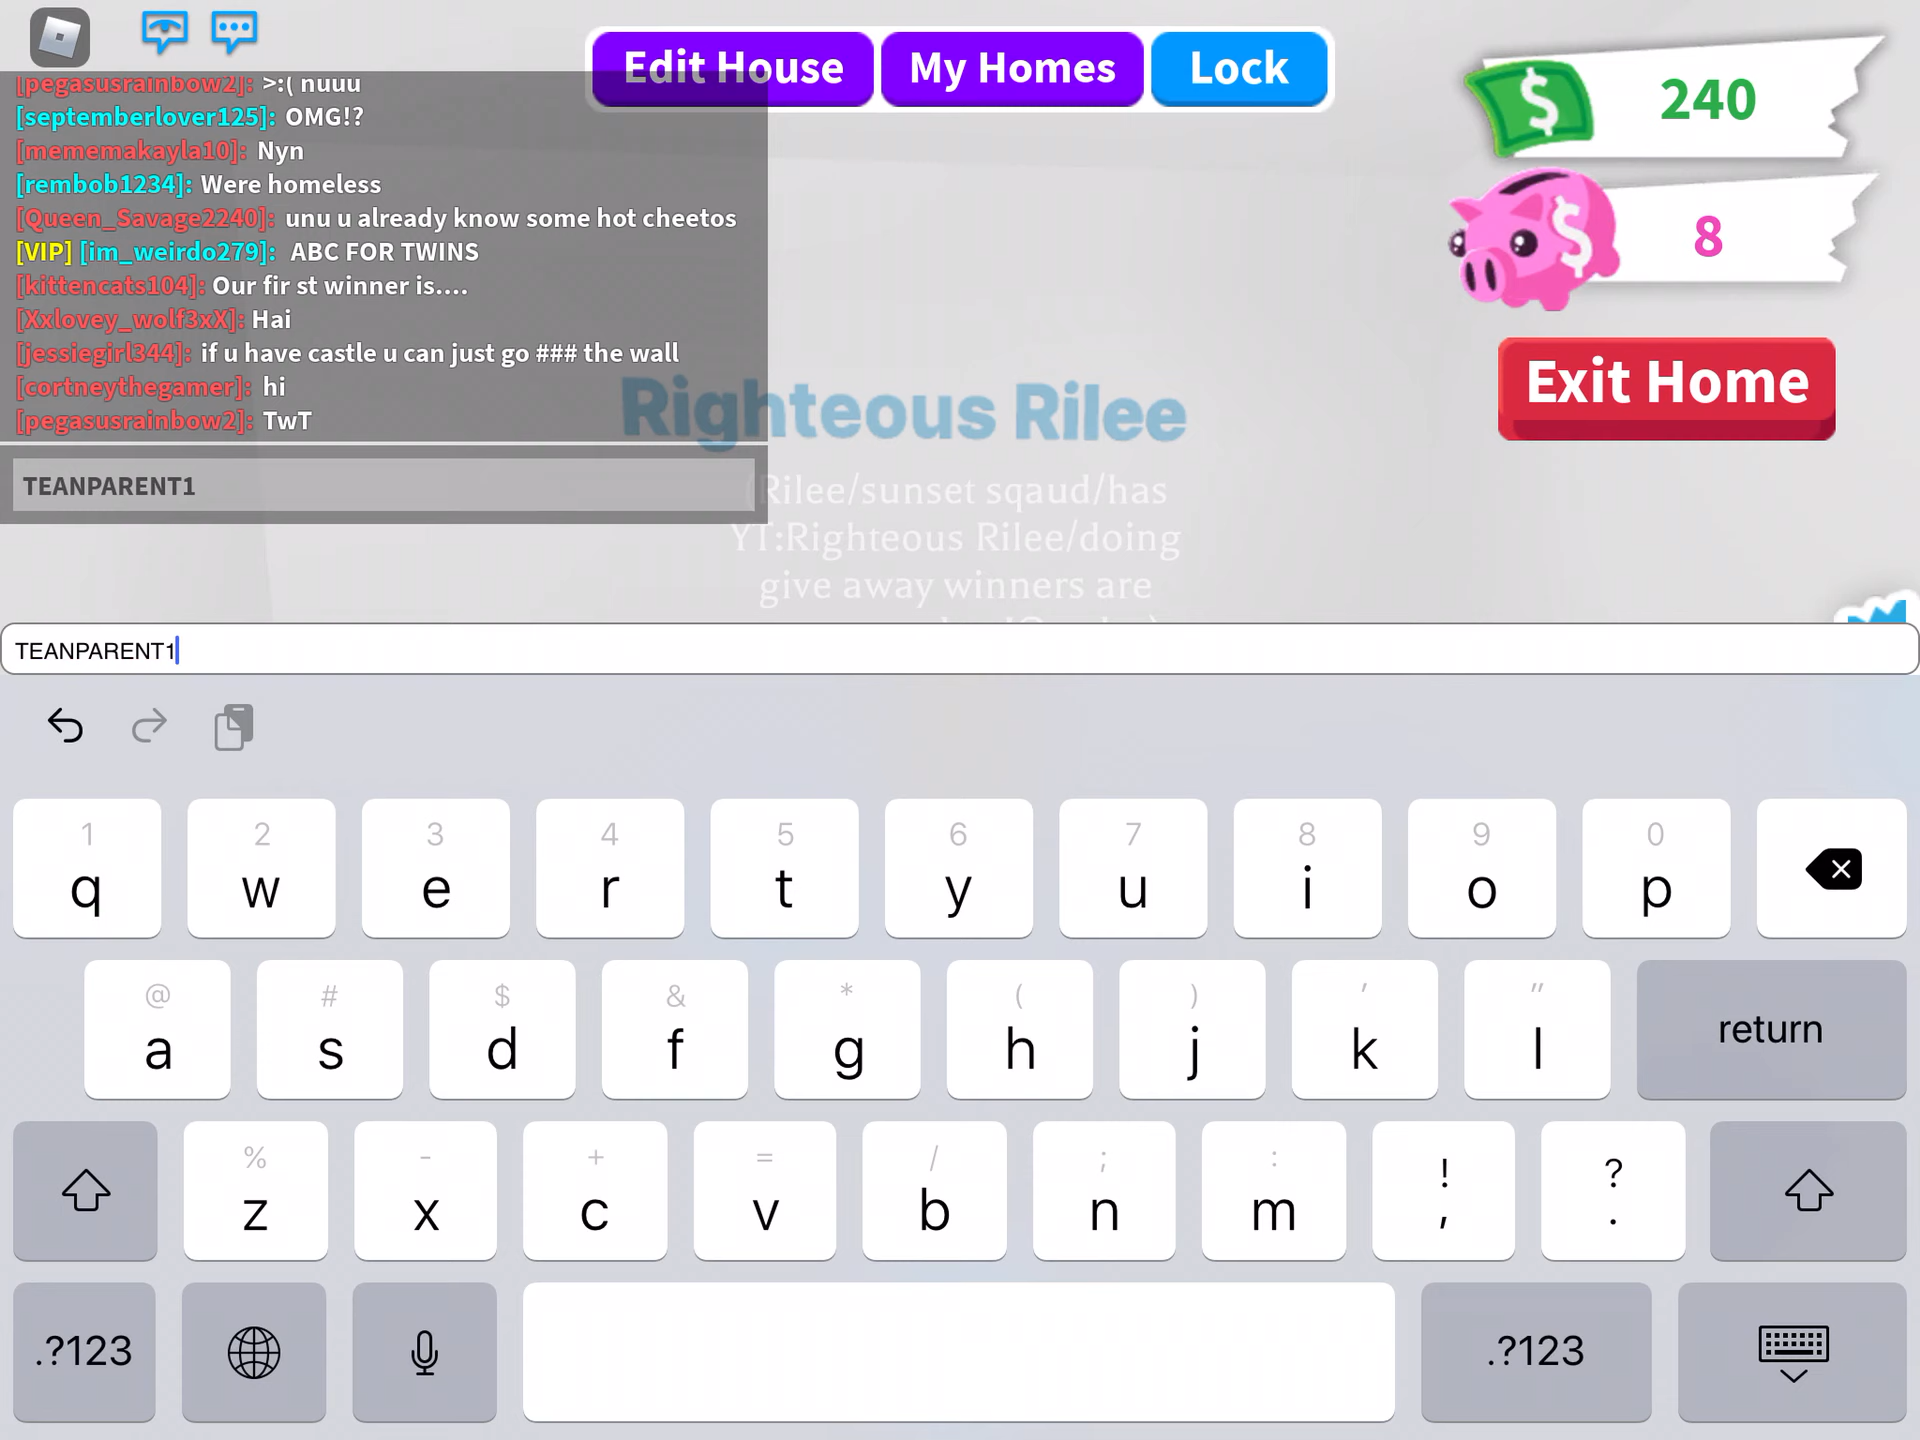 Edit House My Homes Lock
240
8
Exit Home
[pegasusrainbow2]: >:( nuuu
[septemberlover125]: OMG!?
[mememakayla10]: Nyn
[rembob1234]: Were homeless
[Queen_Savage2240]: unu u already know some hot cheetos
[VIP] [im_weirdo279]: ABC FOR TWINS
[kittencats104]: Our fir st winner is....
[Xxlovey_wolf3xX]: Hai
[jessiegirl344]: if u have castle u can just go ### the wall
[cortneythegamer]: hi
[pegasusrainbow2]: TwT
TEANPARENT1
Righteous Rilee
(Rilee/sunset sqaud/has
YT:Righteous Rilee/doing
give away winners are
TEANPARENT1
1 2 3 4 5 6 7 8 9 0
q w e r t y u i o p
@ # $ & * ( ) ' "
a s d f g h j k l return
% - + = / ; : ! ?
z x c v b n m , .
.?123 .?123